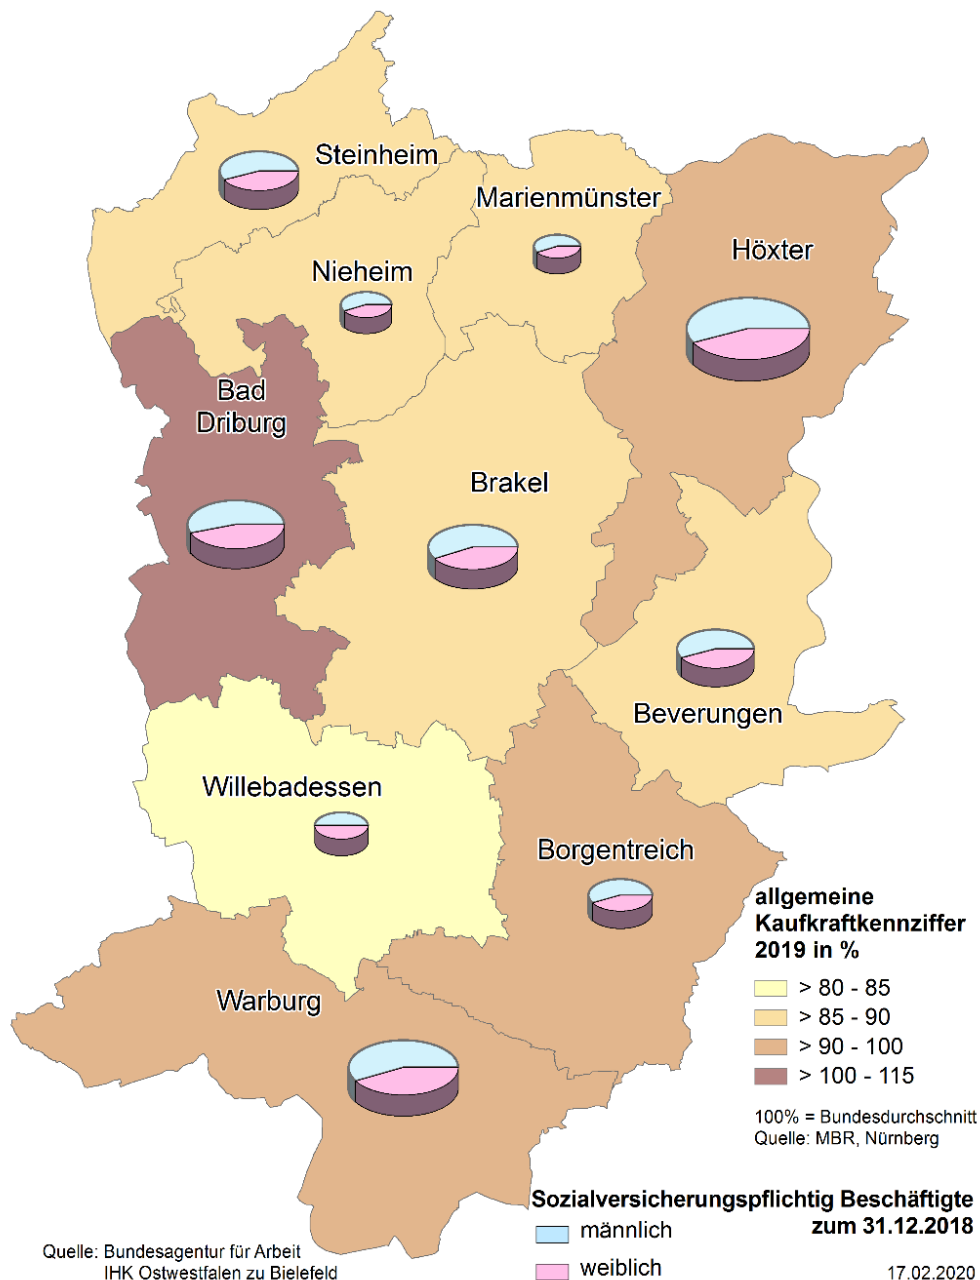 Steinheim
Marienmünster
Höxter
Nieheim
Bad
Driburg
Brakel
Beverungen
Willebadessen
Borgentreich
Warburg
allgemeine
Kaufkraftkennziffer
2019 in %
> 80 - 85
> 85 - 90
> 90 - 100
> 100 - 115
100% = Bundesdurchschnitt
Quelle: MBR, Nürnberg
Sozialversicherungspflichtig Beschäftigte
zum 31.12.2018
männlich
weiblich
Quelle: Bundesagentur für Arbeit
IHK Ostwestfalen zu Bielefeld
17.02.2020